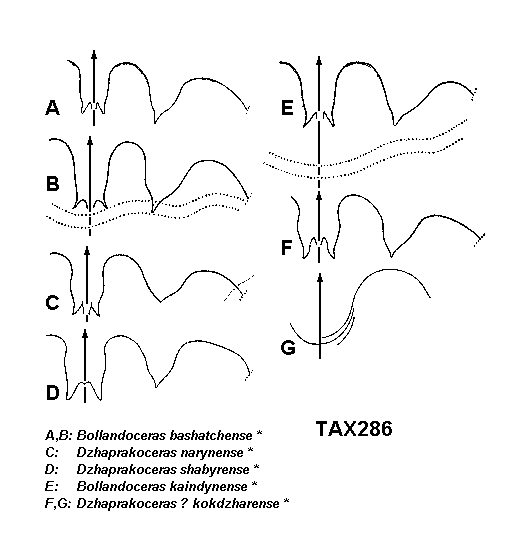 A
B
C
D
E
F
G
TAX286
A,B: Bollandoceras bashatchense *
C: Dzhaprakoceras narynense *
D: Dzhaprakoceras shabyrense *
E: Bollandoceras kaindynense *
F,G: Dzhaprakoceras ? kokdzharense *